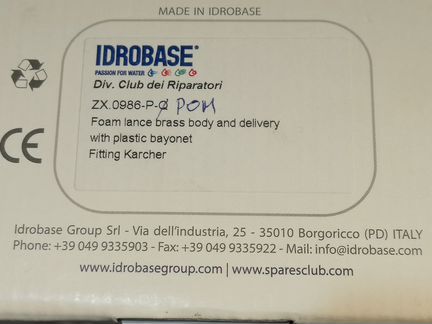 MADE IN IDROBASE
IDROBASE®
PASSION FOR WATER
Div. Club dei Riparatori
ZX.0986-P-0 POM
Foam lance brass body and delivery
with plastic bayonet
Fitting Karcher
CE
Idrobase Group Srl - Via dell'industria, 25 - 35010 Borgoricco (PD) ITALY
Phone: +39 049 9335903 - Fax: +39 049 9335922 - Mail: info@idrobase.com
www.idrobasegroup.com | www.sparesclub.com